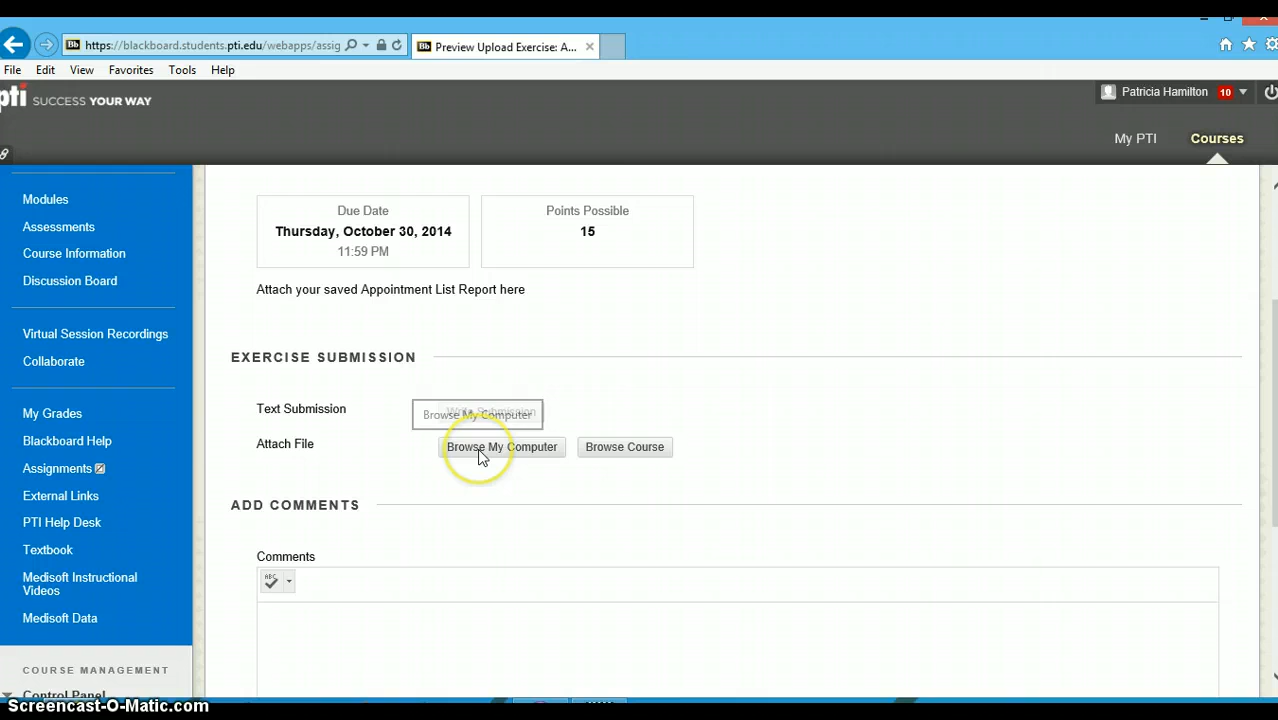 Bb https://blackboard.students.pti.edu/webapps/assig
Bb Preview Upload Exercise: A... ×
File Edit View Favorites Tools Help
pti SUCCESS YOUR WAY
Patricia Hamilton 10
My PTI Courses
Modules
Assessments
Course Information
Discussion Board
Virtual Session Recordings
Collaborate
My Grades
Blackboard Help
Assignments
External Links
PTI Help Desk
Textbook
Medisoft Instructional
Videos
Medisoft Data
COURSE MANAGEMENT
Control Panel
Due Date
Thursday, October 30, 2014
11:59 PM
Points Possible
15
Attach your saved Appointment List Report here
EXERCISE SUBMISSION
Text Submission Write Submission
Browse My Computer
Attach File Browse My Computer Browse Course
ADD COMMENTS
Comments
ABC
Screencast-O-Matic.com